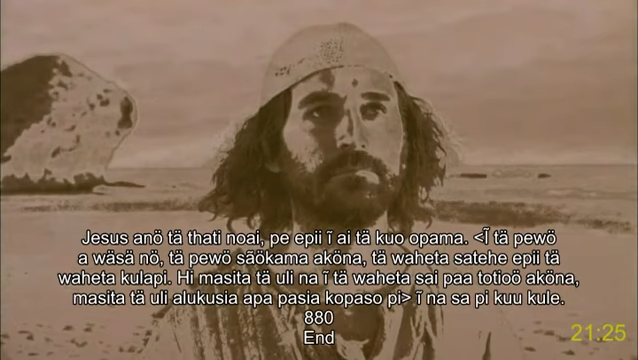 Jesus anö tä thati noai, pe epii ĩ ai tä kuo opama. <Ĩ tä pewö
a wäsä nö, tä pewö säökama aköna, tä waheta satehe epii tä
waheta kulapi. Hi masita tä uli na ĩ tä waheta sai paa totioö aköna,
masita tä uli alukusia apa pasia kopaso pi> ĩ na sa pi kuu kule.
880
End
21:25